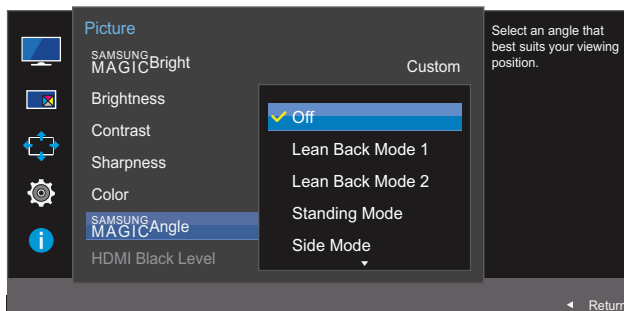 Picture
SAMSUNG
MAGICBright
Custom
Brightness
Contrast
Sharpness
Color
SAMSUNG
MAGICAngle
HDMI Black Level
Off
Lean Back Mode 1
Lean Back Mode 2
Standing Mode
Side Mode
Select an angle that
best suits your viewing
position.
Return